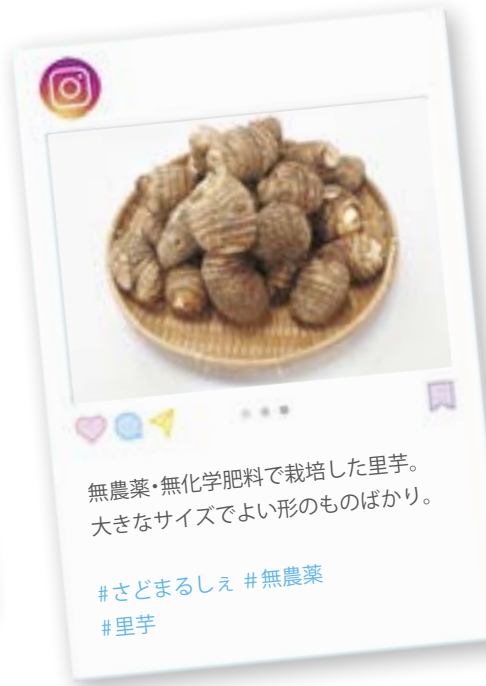 無農薬・無化学肥料で栽培した里芋。
大きなサイズでよい形のものばかり。
#さどまるしぇ #無農薬
#里芋